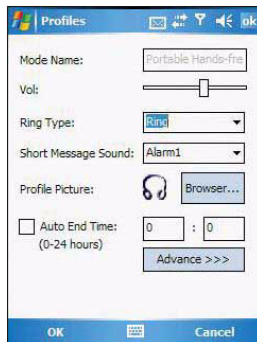 Profiles ok
Mode Name: Portable Hands-fre
Vol:
Ring Type: Ring
Short Message Sound: Alarm1
Profile Picture: Browser...
Auto End Time: 0 : 0
(0-24 hours)
Advance >>>
OK Cancel